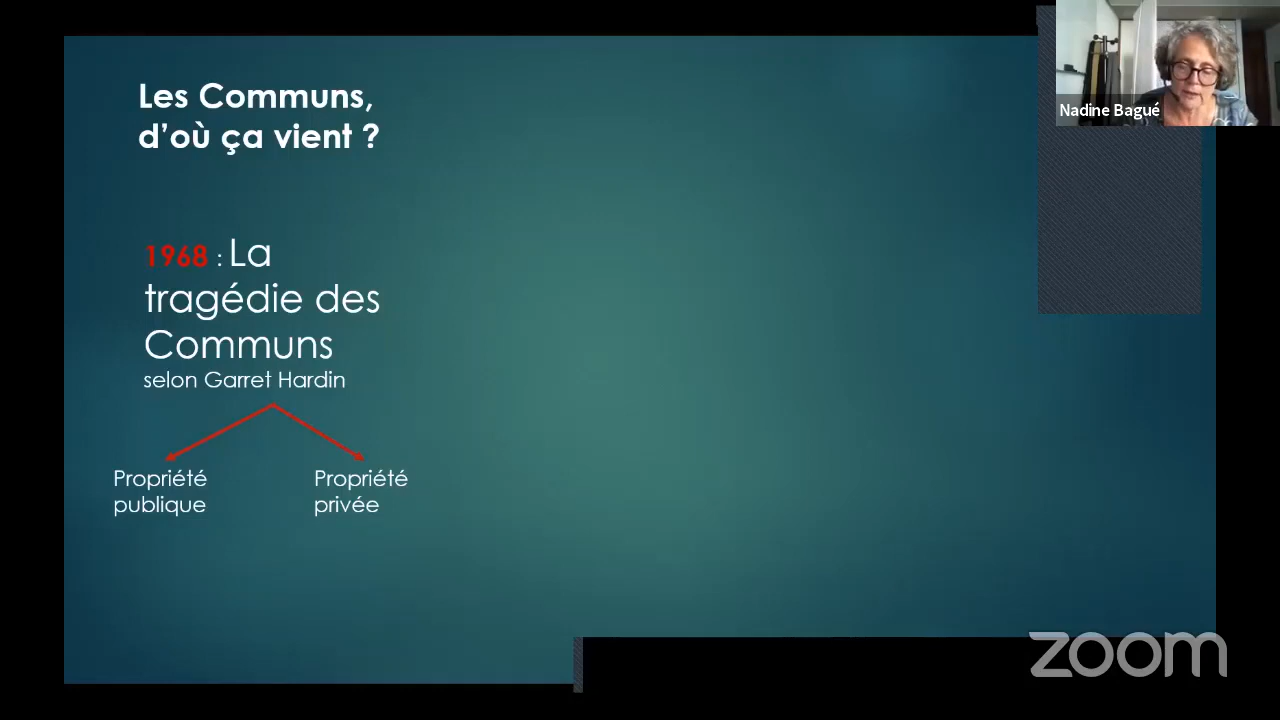 Les Communs,
d’où ça vient ?
1968 : La
tragédie des
Communs
selon Garret Hardin
Propriété
publique
Propriété
privée
Nadine Bagué
zoom